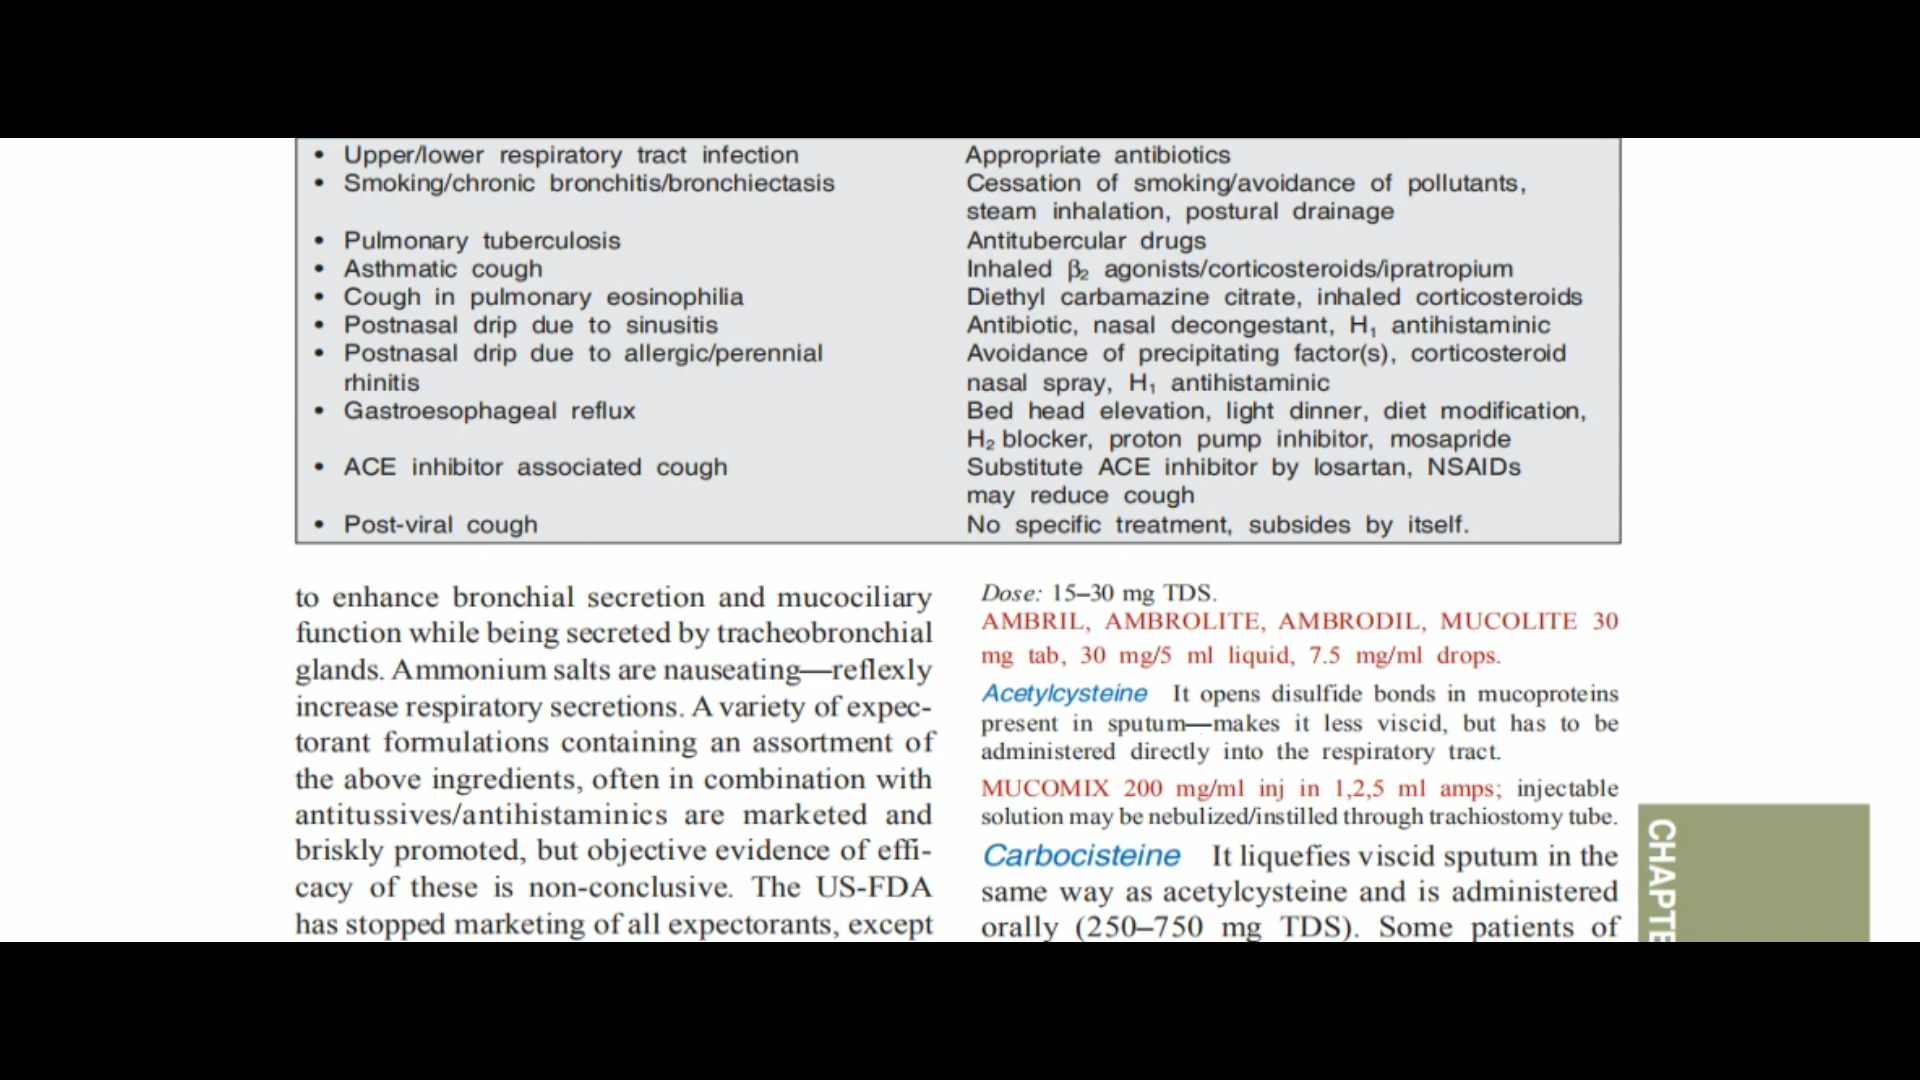 • Upper/lower respiratory tract infection Appropriate antibiotics
• Smoking/chronic bronchitis/bronchiectasis Cessation of smoking/avoidance of pollutants,
steam inhalation, postural drainage
• Pulmonary tuberculosis Antitubercular drugs
• Asthmatic cough Inhaled β₂ agonists/corticosteroids/ipratropium
• Cough in pulmonary eosinophilia Diethyl carbamazine citrate, inhaled corticosteroids
• Postnasal drip due to sinusitis Antibiotic, nasal decongestant, H₁ antihistaminic
• Postnasal drip due to allergic/perennial Avoidance of precipitating factor(s), corticosteroid
rhinitis nasal spray, H₁ antihistaminic
• Gastroesophageal reflux Bed head elevation, light dinner, diet modification,
H₂ blocker, proton pump inhibitor, mosapride
• ACE inhibitor associated cough Substitute ACE inhibitor by losartan, NSAIDs
may reduce cough
• Post-viral cough No specific treatment, subsides by itself.
to enhance bronchial secretion and mucociliary
function while being secreted by tracheobronchial
glands. Ammonium salts are nauseating—reflexly
increase respiratory secretions. A variety of expec-
torant formulations containing an assortment of
the above ingredients, often in combination with
antitussives/antihistaminics are marketed and
briskly promoted, but objective evidence of effi-
cacy of these is non-conclusive. The US-FDA
has stopped marketing of all expectorants, except
Dose: 15–30 mg TDS.
AMBRIL, AMBROLITE, AMBRODIL, MUCOLITE 30
mg tab, 30 mg/5 ml liquid, 7.5 mg/ml drops.
Acetylcysteine It opens disulfide bonds in mucoproteins
present in sputum—makes it less viscid, but has to be
administered directly into the respiratory tract.
MUCOMIX 200 mg/ml inj in 1,2,5 ml amps; injectable
solution may be nebulized/instilled through trachiostomy tube.
Carbocisteine It liquefies viscid sputum in the
same way as acetylcysteine and is administered
orally (250–750 mg TDS). Some patients of
CHAPTE